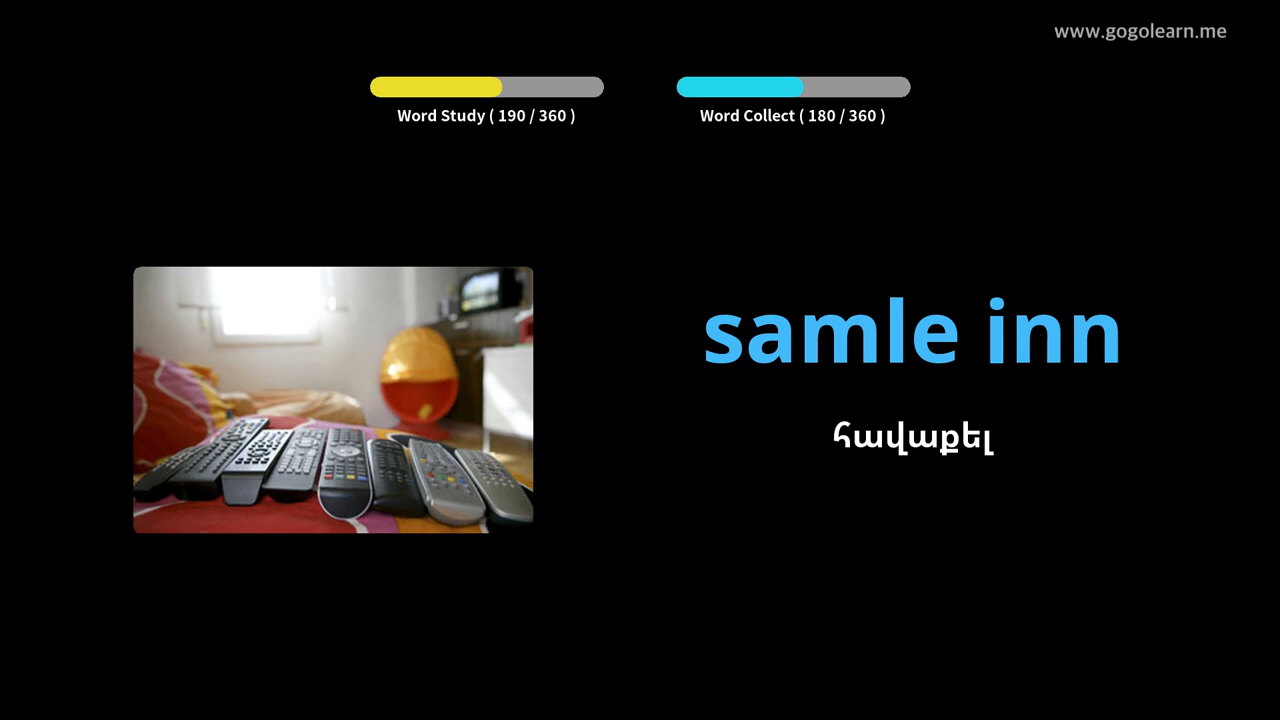 www.gogolearn.me
Word Study ( 190 / 360 )
Word Collect ( 180 / 360 )
samle inn
հավաքել